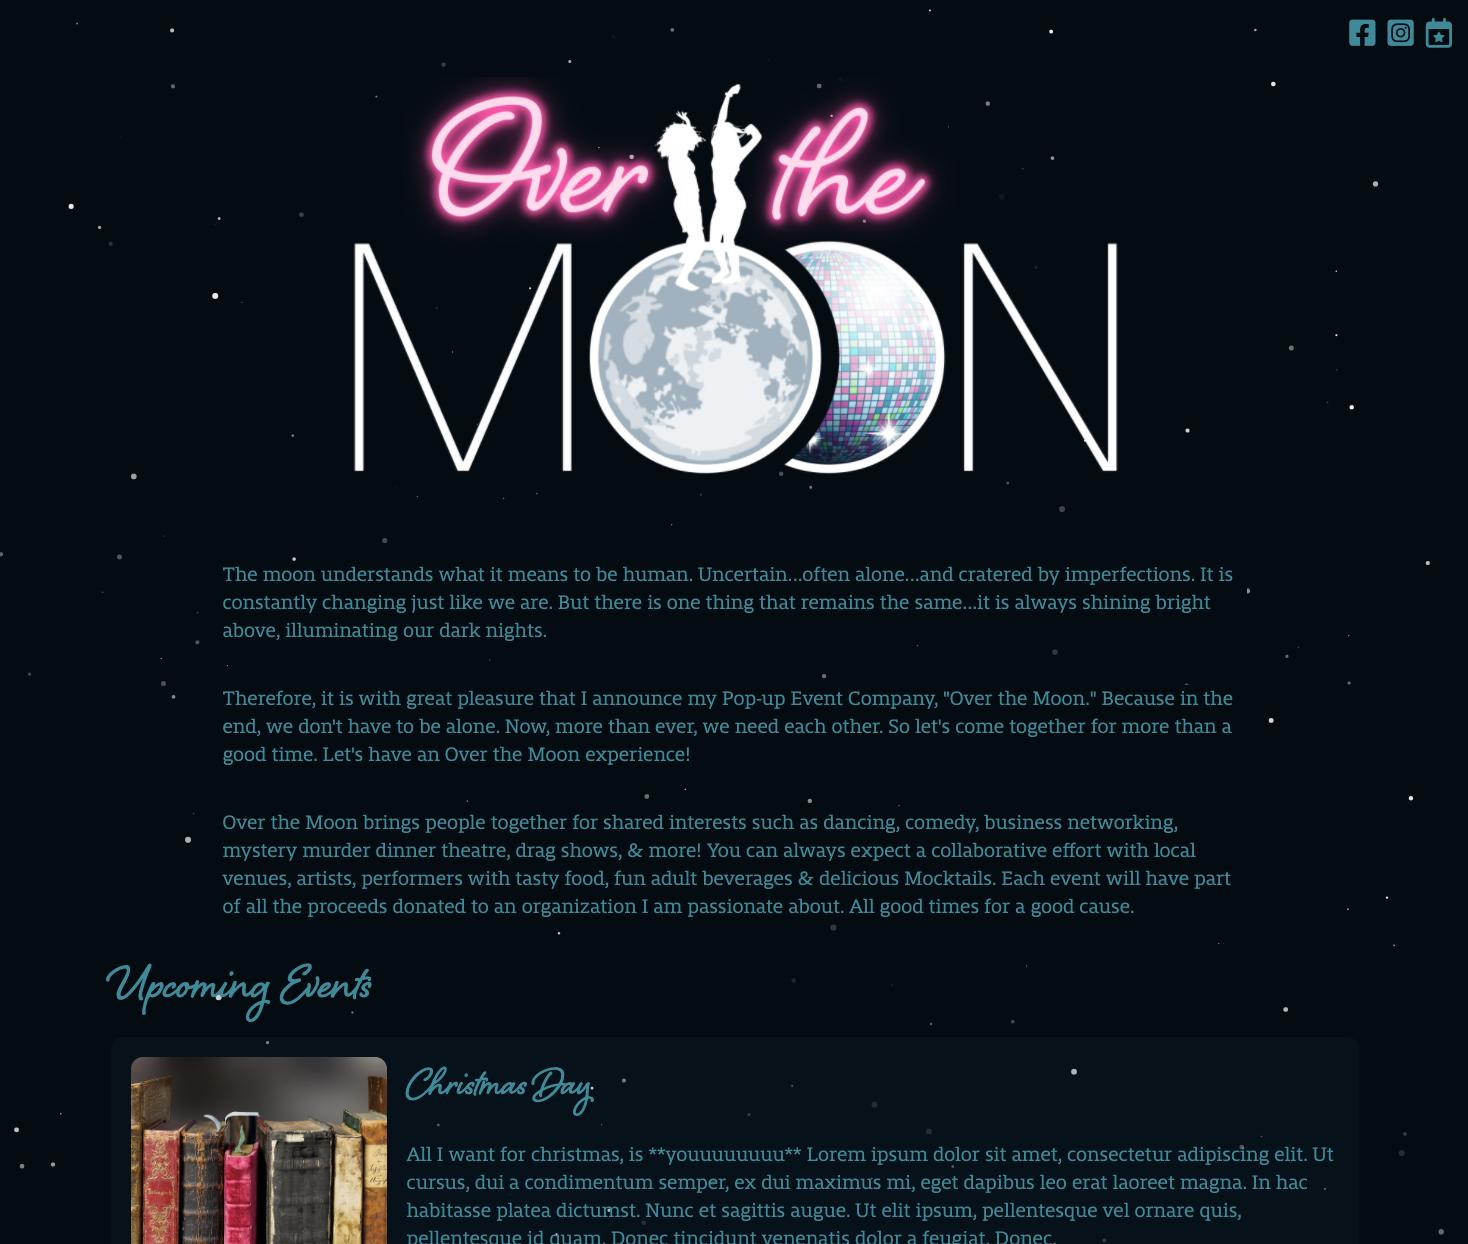 Over the
MOON
The moon understands what it means to be human. Uncertain...often alone...and cratered by imperfections. It is
constantly changing just like we are. But there is one thing that remains the same...it is always shining bright
above, illuminating our dark nights.
Therefore, it is with great pleasure that I announce my Pop-up Event Company, "Over the Moon." Because in the
end, we don't have to be alone. Now, more than ever, we need each other. So let's come together for more than a
good time. Let's have an Over the Moon experience!
Over the Moon brings people together for shared interests such as dancing, comedy, business networking,
mystery murder dinner theatre, drag shows, & more! You can always expect a collaborative effort with local
venues, artists, performers with tasty food, fun adult beverages & delicious Mocktails. Each event will have part
of all the proceeds donated to an organization I am passionate about. All good times for a good cause.
Upcoming Events
Christmas Day
All I want for christmas, is **youuuuuuuu** Lorem ipsum dolor sit amet, consectetur adipiscing elit. Ut
cursus, dui a condimentum semper, ex dui maximus mi, eget dapibus leo erat laoreet magna. In hac
habitasse platea dictumst. Nunc et sagittis augue. Ut elit ipsum, pellentesque vel ornare quis,
pellentesque id quam. Donec tincidunt venenatis dolor a feugiat. Donec.